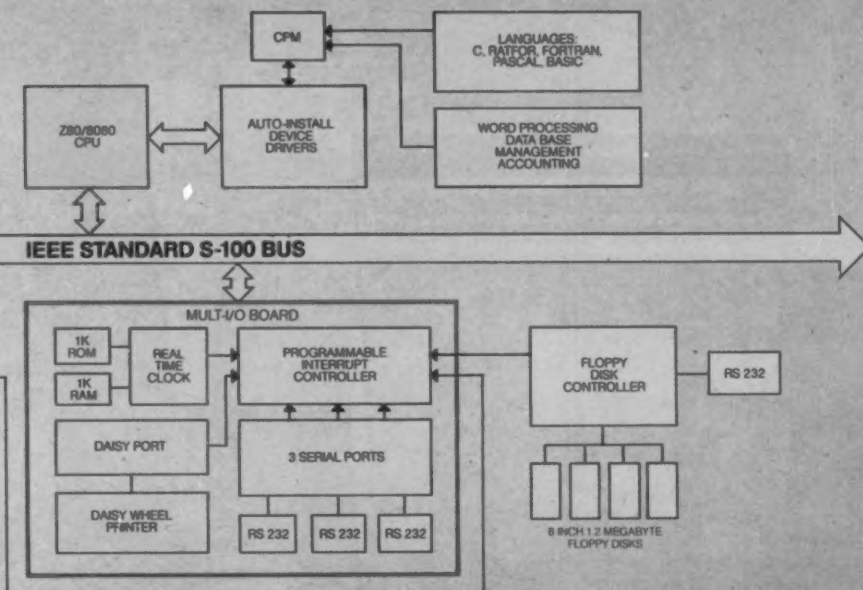 CPM
LANGUAGES:
C, RATFOR, FORTRAN,
PASCAL, BASIC
Z80/8080
CPU
AUTO-INSTALL
DEVICE
DRIVERS
WORD PROCESSING
DATA BASE
MANAGEMENT
ACCOUNTING
IEEE STANDARD S-100 BUS
MULT-I/O BOARD
1K
ROM
1K
RAM
REAL
TIME
CLOCK
PROGRAMMABLE
INTERRUPT
CONTROLLER
FLOPPY
DISK
CONTROLLER
RS 232
DAISY PORT
3 SERIAL PORTS
DAISY WHEEL
PRINTER
RS 232
RS 232
RS 232
8 INCH 1.2 MEGABYTE
FLOPPY DISKS